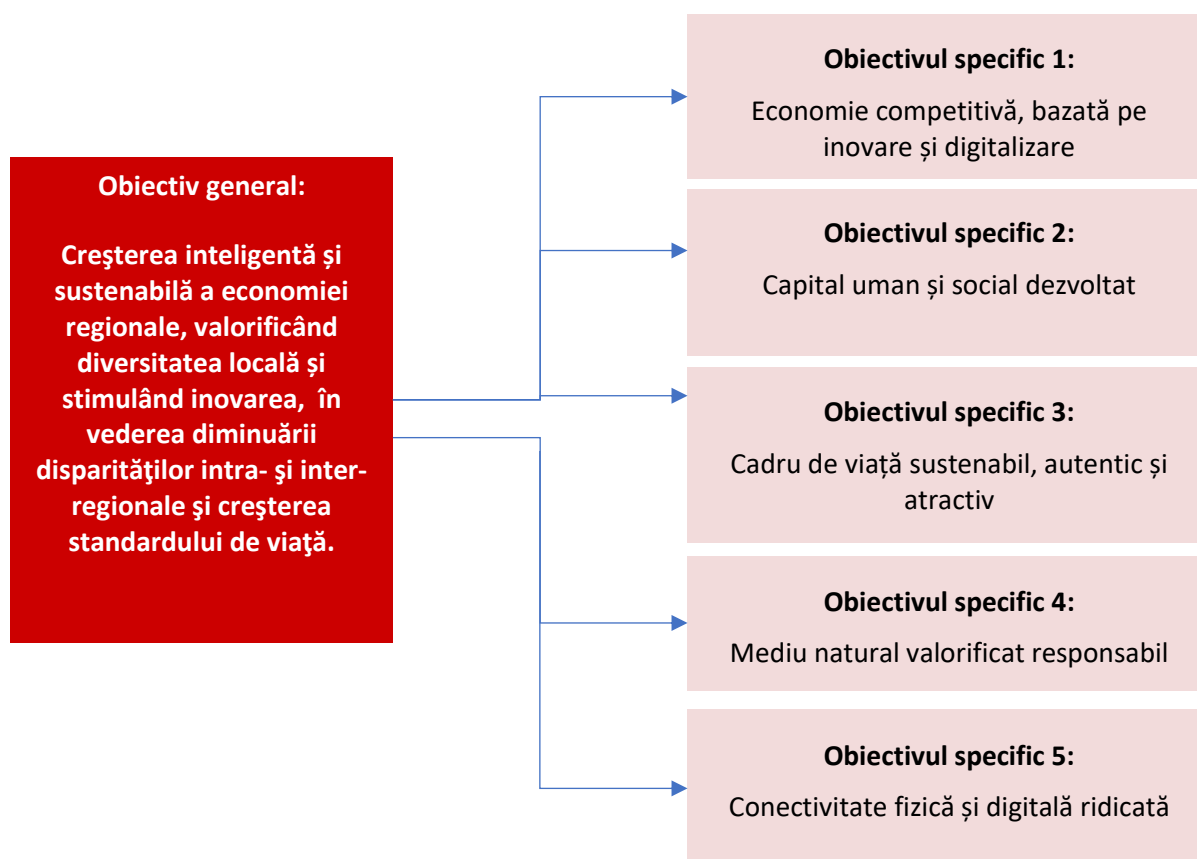 Obiectiv general:
Creşterea inteligentă și
sustenabilă a economiei
regionale, valorificând
diversitatea locală și
stimulând inovarea, în
vederea diminuării
disparităţilor intra- şi inter-
regionale şi creşterea
standardului de viaţă.
Obiectivul specific 1:
Economie competitivă, bazată pe
inovare și digitalizare
Obiectivul specific 2:
Capital uman și social dezvoltat
Obiectivul specific 3:
Cadru de viață sustenabil, autentic și
atractiv
Obiectivul specific 4:
Mediu natural valorificat responsabil
Obiectivul specific 5:
Conectivitate fizică și digitală ridicată